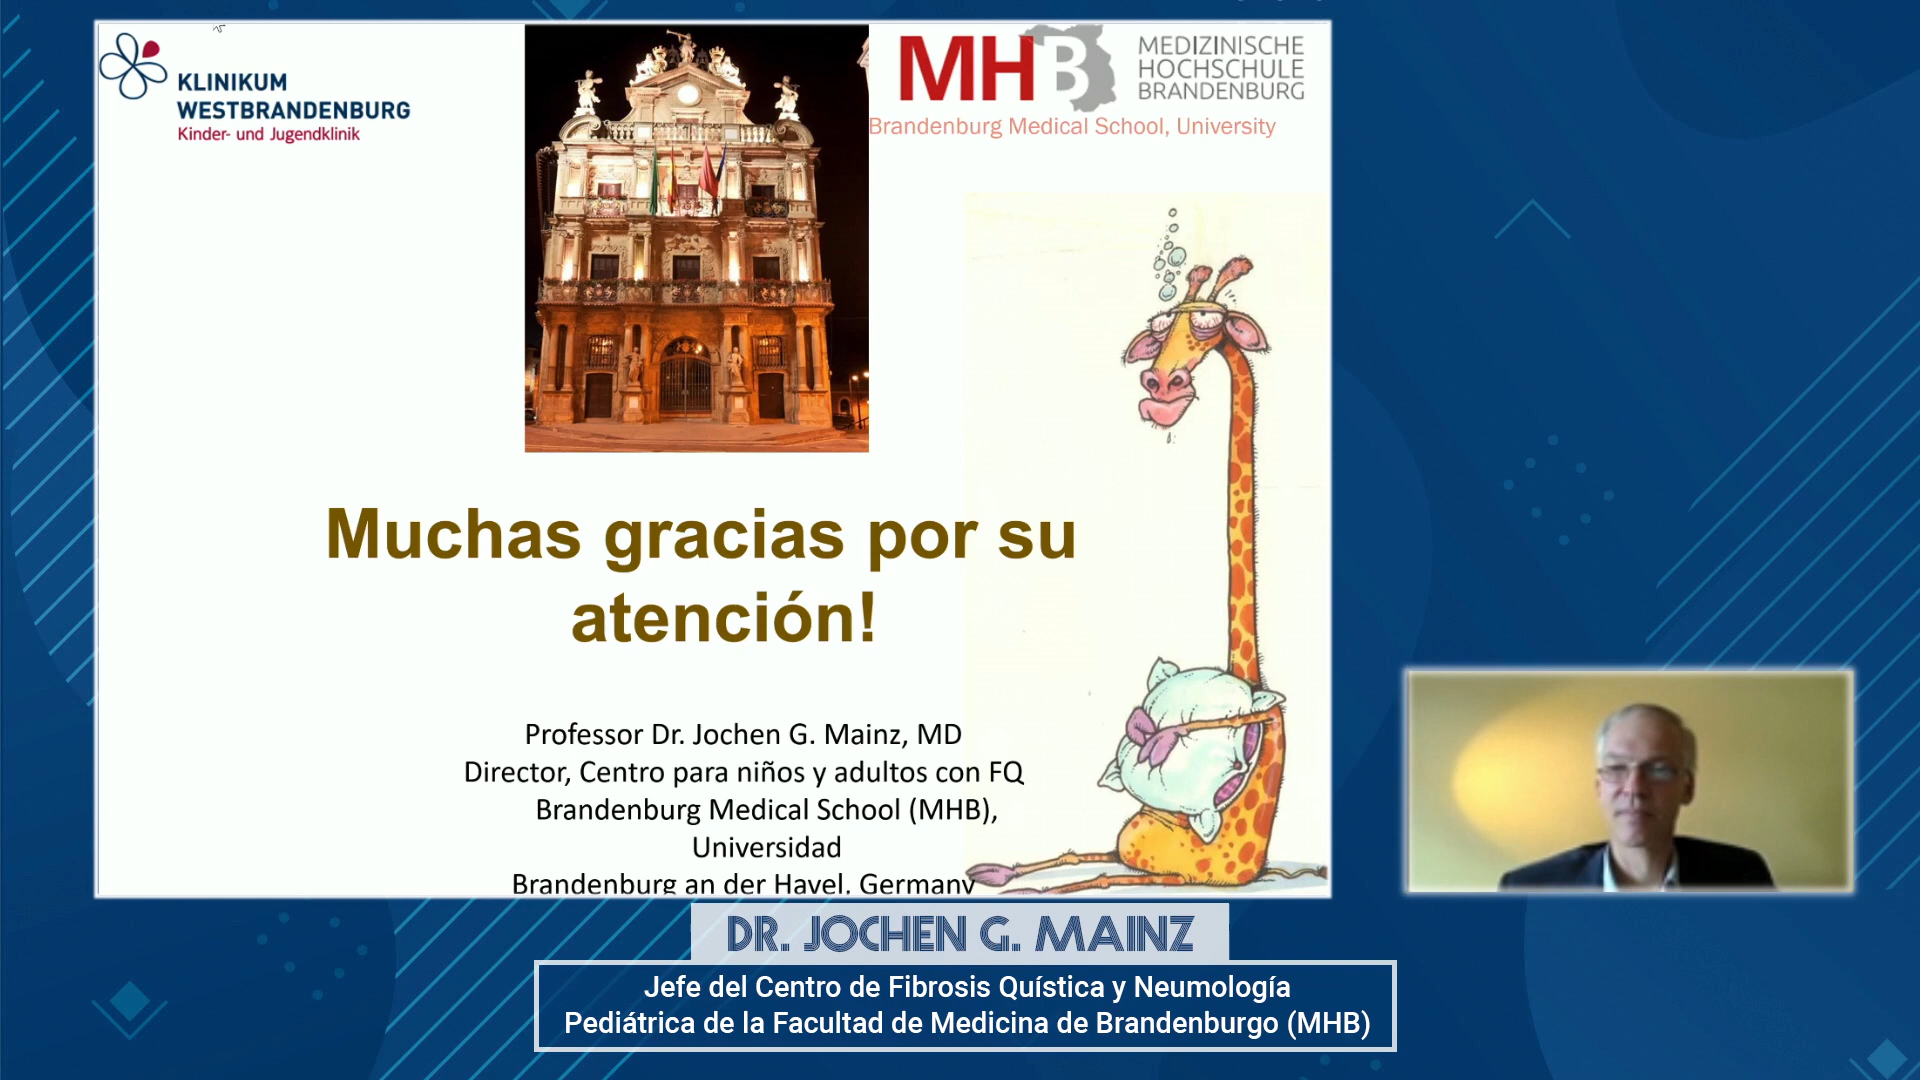 KLINIKUM
WESTBRANDENBURG
Kinder- und Jugendklinik
MHB
MEDIZINISCHE
HOCHSCHULE
BRANDENBURG
Brandenburg Medical School, University
Muchas gracias por su
atención!
Professor Dr. Jochen G. Mainz, MD
Director, Centro para niños y adultos con FQ
Brandenburg Medical School (MHB),
Universidad
Brandenburg an der Havel, Germany
DR. JOCHEN G. MAINZ
Jefe del Centro de Fibrosis Quística y Neumología
Pediátrica de la Facultad de Medicina de Brandenburgo (MHB)